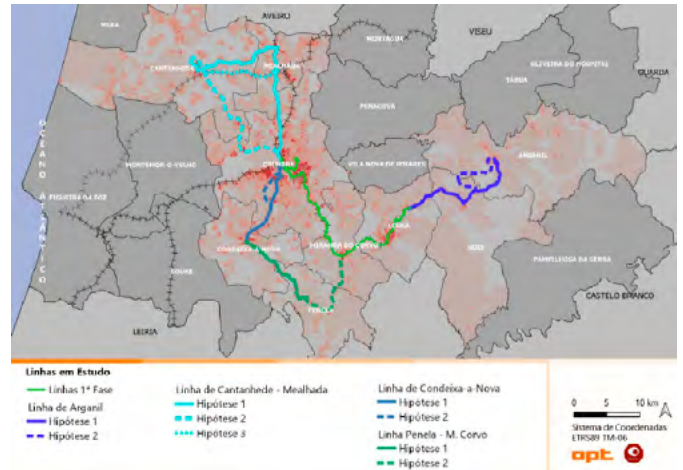 AVEIRO
MIRA
MORTÁGUA
VISEU
CANTANHEDE
MEALHADA
OLIVEIRA DO HOSPITAL
TÁBUA
GUARDA
PENACOVA
OCEANO ATLÂNTICO
MONTEMOR-O-VELHO
COIMBRA
VILA NOVA DE POIARES
ARGANIL
FIGUEIRA DA FOZ
LOUSÃ
CONDEIXA-A-NOVA
MIRANDA DO CORVO
GÓIS
PAMPILHOSA DA SERRA
SOURE
PENELA
CASTELO BRANCO
LEIRIA
Linhas em Estudo
Linhas 1ª Fase
Linha de Arganil
Hipótese 1
Hipótese 2
Linha de Cantanhede - Mealhada
Hipótese 1
Hipótese 2
Hipótese 3
Linha de Condeixa-a-Nova
Hipótese 1
Hipótese 2
Linha Penela - M. Corvo
Hipótese 1
Hipótese 2
0 5 10 km
Sistema de Coordenadas
ETRS89 TM-06
opt